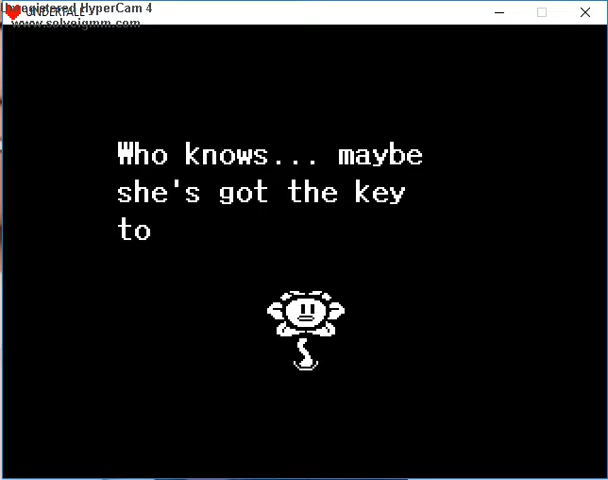 Unregistered HyperCam 4
UNDERTALE
www.solveigmm.com
Who knows... maybe
she's got the key
to